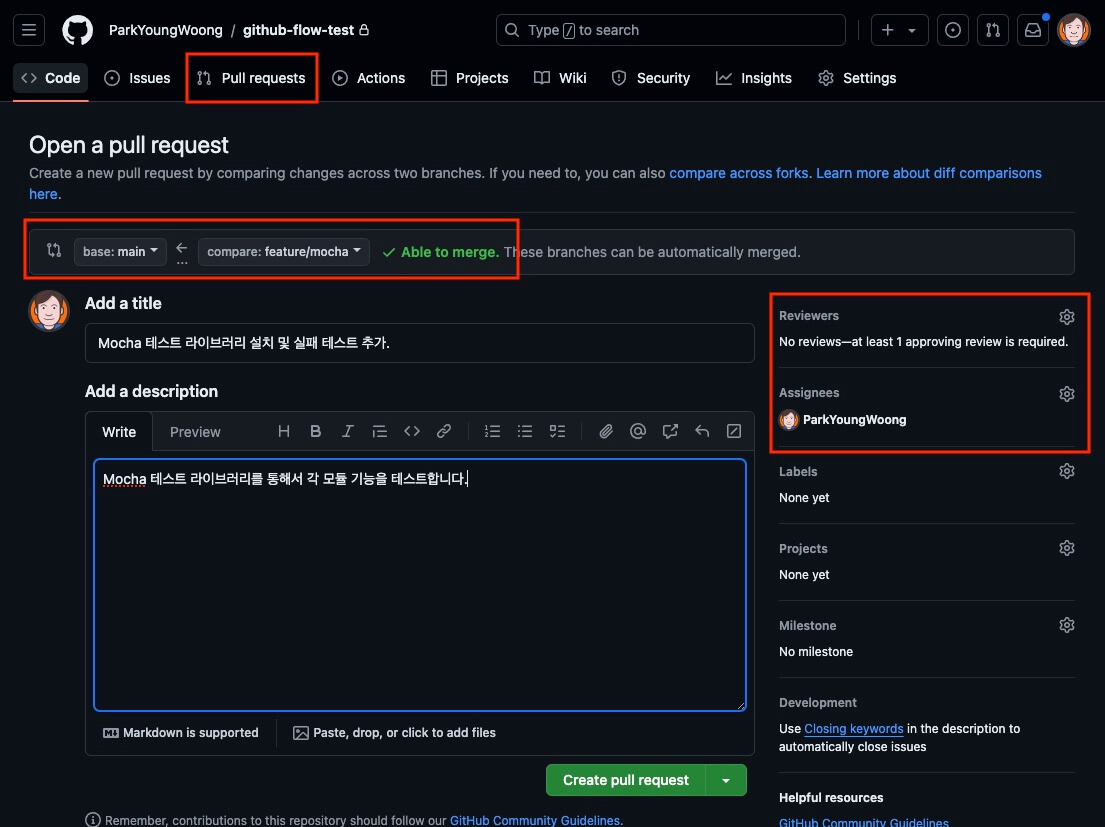 ParkYoungWoong / github-flow-test
Type / to search
Code Issues Pull requests Actions Projects Wiki Security Insights Settings
Open a pull request
Create a new pull request by comparing changes across two branches. If you need to, you can also compare across forks. Learn more about diff comparisons
here.
base: main compare: feature/mocha Able to merge. These branches can be automatically merged.
Add a title
Mocha 테스트 라이브러리 설치 및 실패 테스트 추가.
Add a description
Write Preview
Mocha 테스트 라이브러리를 통해서 각 모듈 기능을 테스트합니다.
Markdown is supported Paste, drop, or click to add files
Create pull request
Remember, contributions to this repository should follow our GitHub Community Guidelines.
Reviewers
No reviews—at least 1 approving review is required.
Assignees
ParkYoungWoong
Labels
None yet
Projects
None yet
Milestone
No milestone
Development
Use Closing keywords in the description to
automatically close issues
Helpful resources
GitHub Community Guidelines